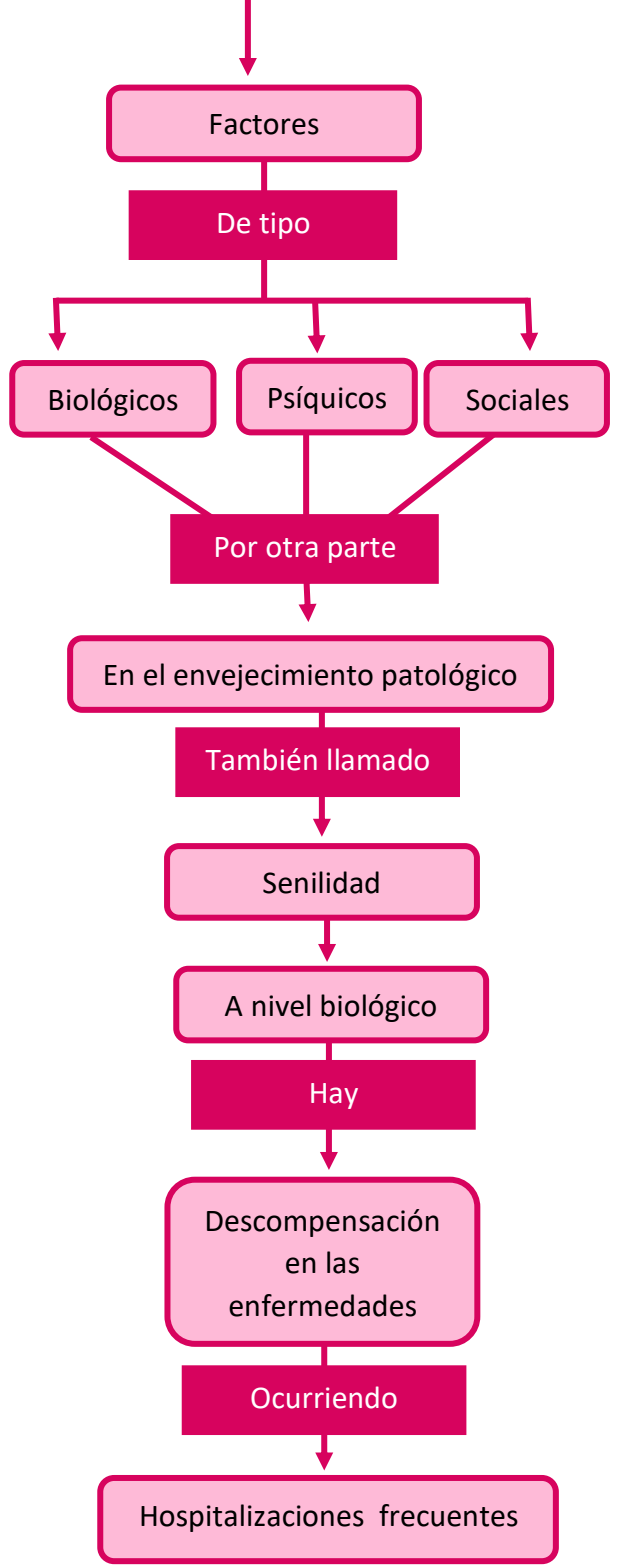 Factores
De tipo
Biológicos
Psíquicos
Sociales
Por otra parte
En el envejecimiento patológico
También llamado
Senilidad
A nivel biológico
Hay
Descompensación
en las
enfermedades
Ocurriendo
Hospitalizaciones frecuentes